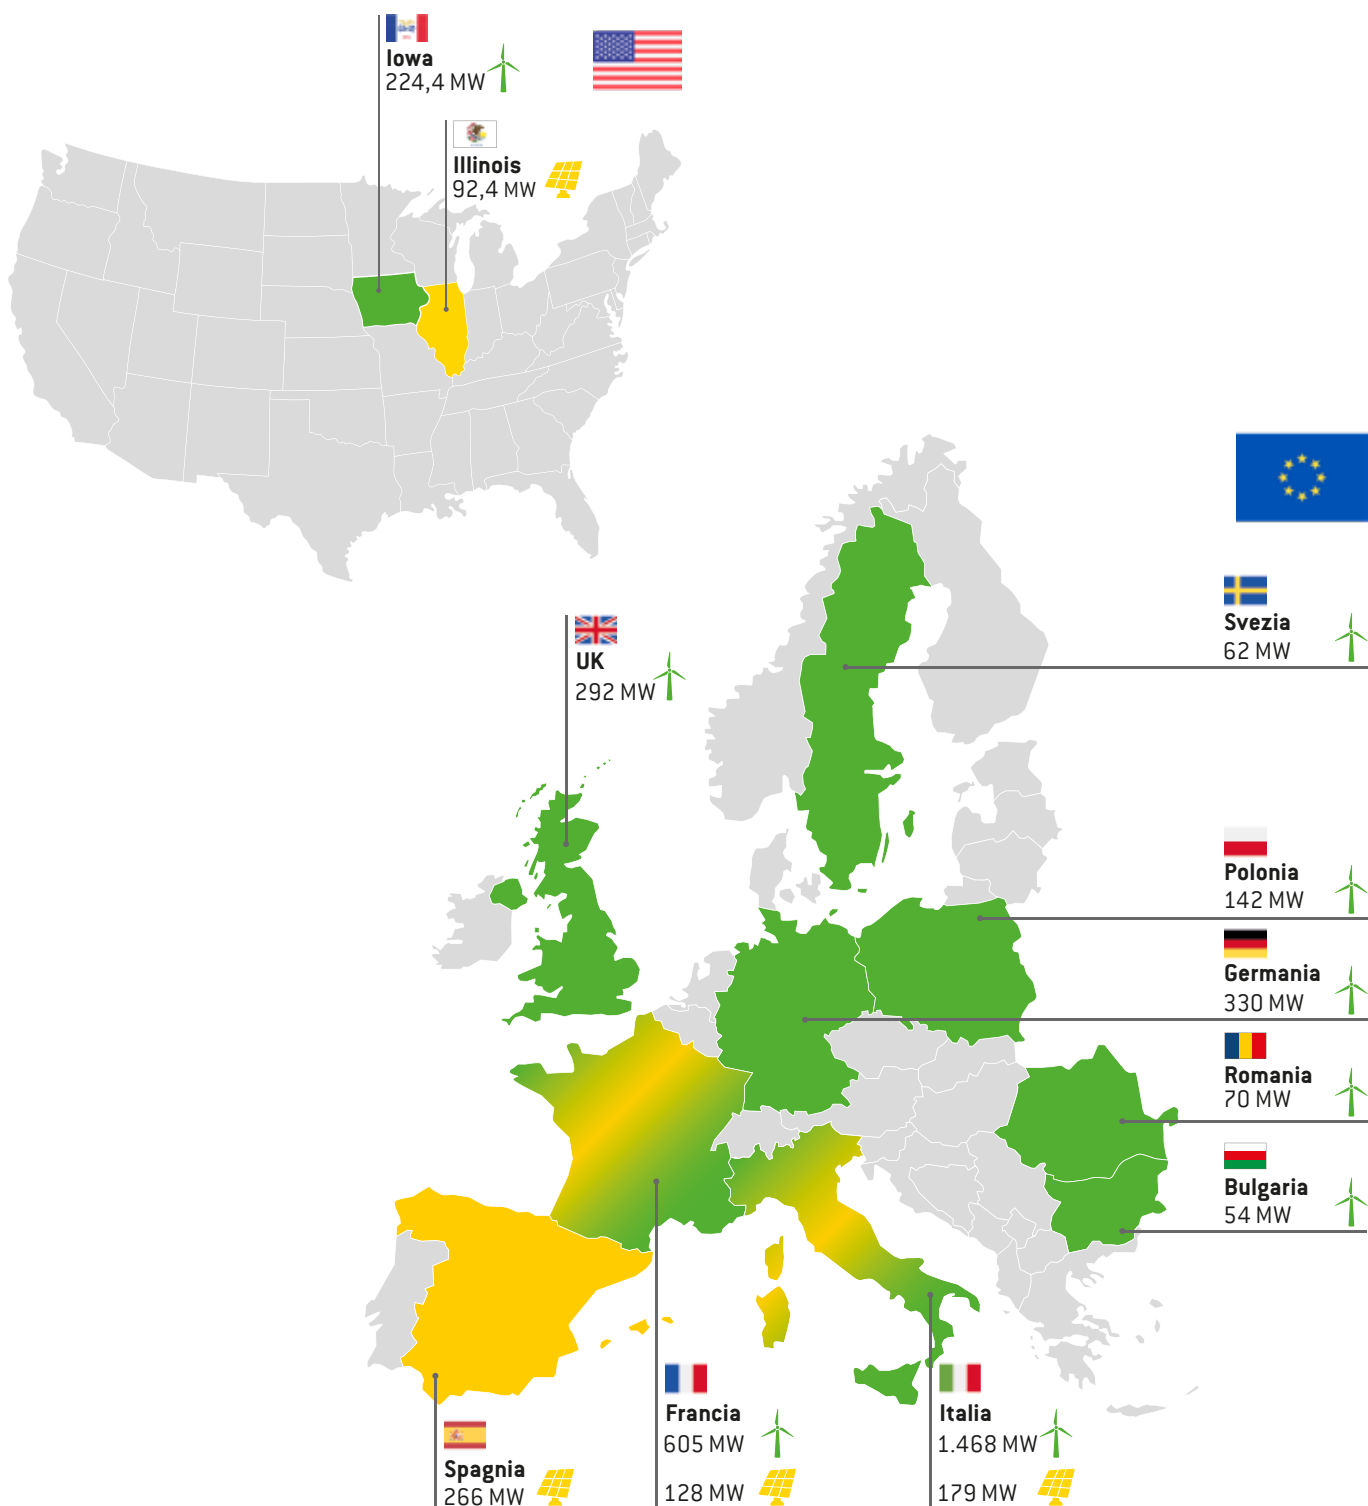 Iowa
224,4 MW
Illinois
92,4 MW
Svezia
62 MW
UK
292 MW
Polonia
142 MW
Germania
330 MW
Romania
70 MW
Bulgaria
54 MW
Francia
605 MW
128 MW
Italia
1.468 MW
179 MW
Spagnia
266 MW